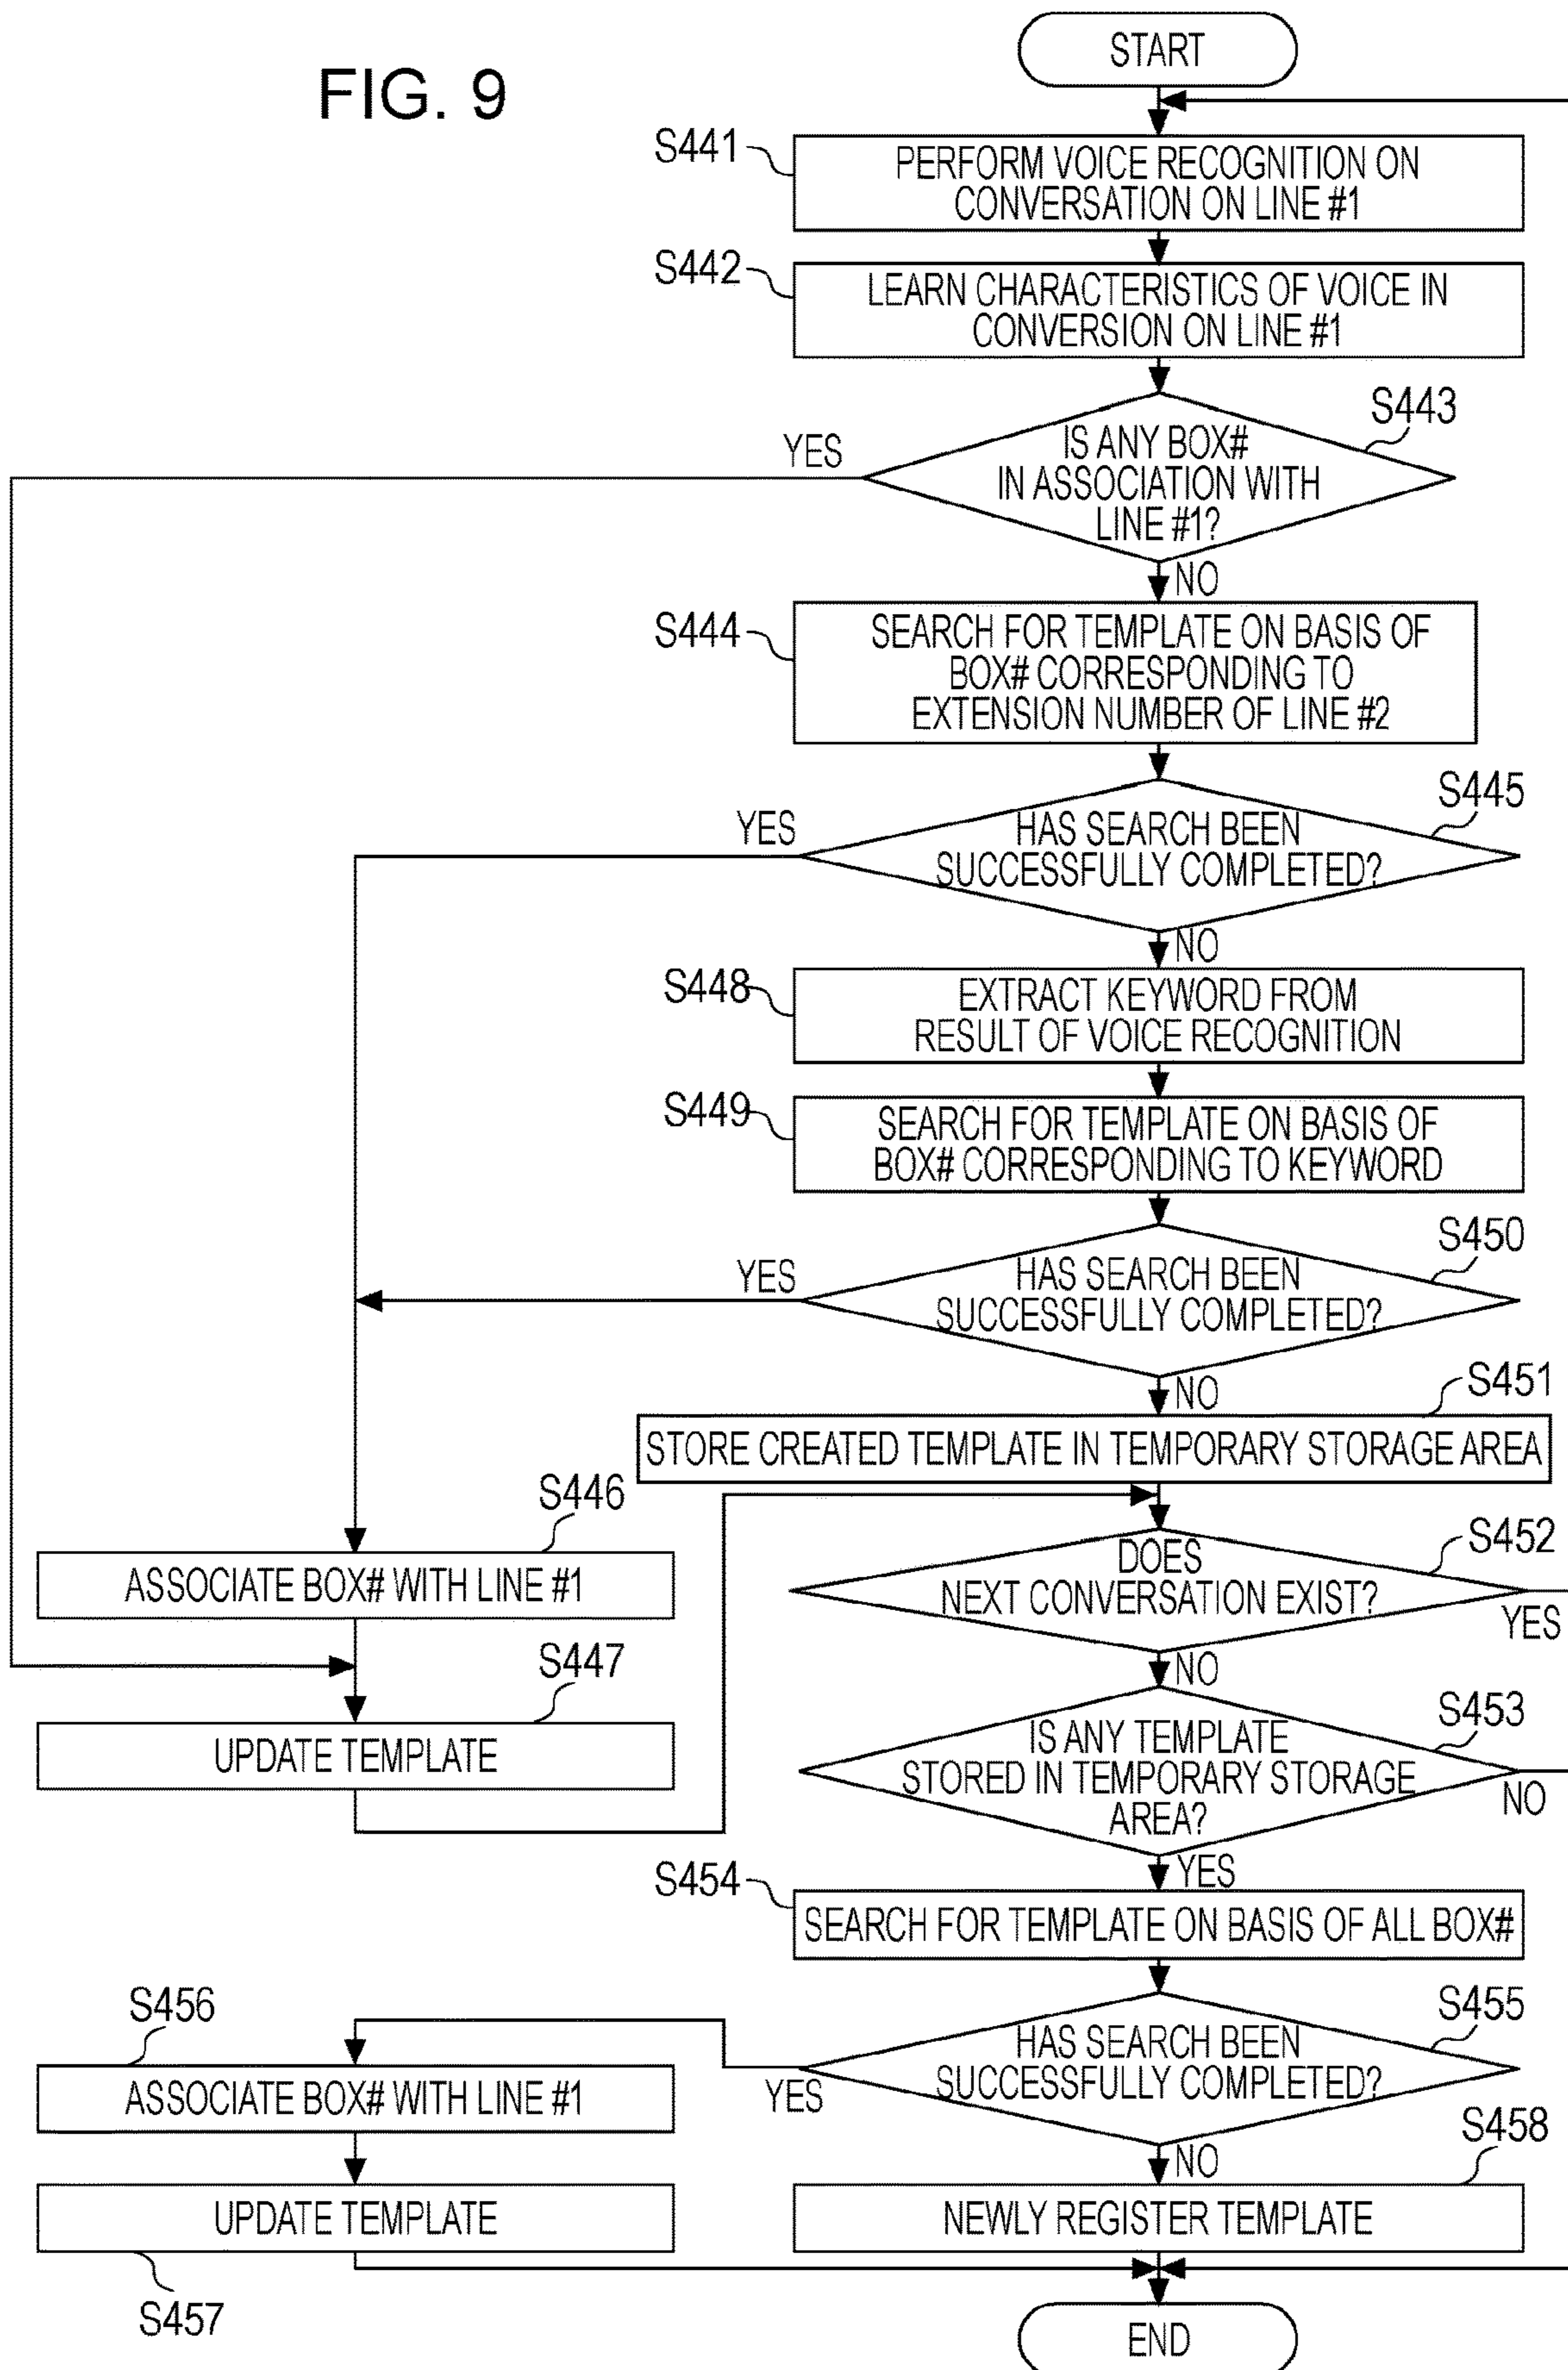 FIG. 9
START
S441
PERFORM VOICE RECOGNITION ON
CONVERSATION ON LINE #1
S442
LEARN CHARACTERISTICS OF VOICE IN
CONVERSION ON LINE #1
S443
IS ANY BOX#
IN ASSOCIATION WITH
LINE #1?
YES
NO
S444
SEARCH FOR TEMPLATE ON BASIS OF
BOX# CORRESPONDING TO
EXTENSION NUMBER OF LINE #2
S445
HAS SEARCH BEEN
SUCCESSFULLY COMPLETED?
YES
NO
S448
EXTRACT KEYWORD FROM
RESULT OF VOICE RECOGNITION
S449
SEARCH FOR TEMPLATE ON BASIS OF
BOX# CORRESPONDING TO KEYWORD
S450
HAS SEARCH BEEN
SUCCESSFULLY COMPLETED?
YES
NO
S451
STORE CREATED TEMPLATE IN TEMPORARY STORAGE AREA
S446
ASSOCIATE BOX# WITH LINE #1
S447
UPDATE TEMPLATE
S452
DOES
NEXT CONVERSATION EXIST?
YES
NO
S453
IS ANY TEMPLATE
STORED IN TEMPORARY STORAGE
AREA?
NO
YES
S454
SEARCH FOR TEMPLATE ON BASIS OF ALL BOX#
S455
HAS SEARCH BEEN
SUCCESSFULLY COMPLETED?
YES
NO
S456
ASSOCIATE BOX# WITH LINE #1
UPDATE TEMPLATE
S457
S458
NEWLY REGISTER TEMPLATE
END